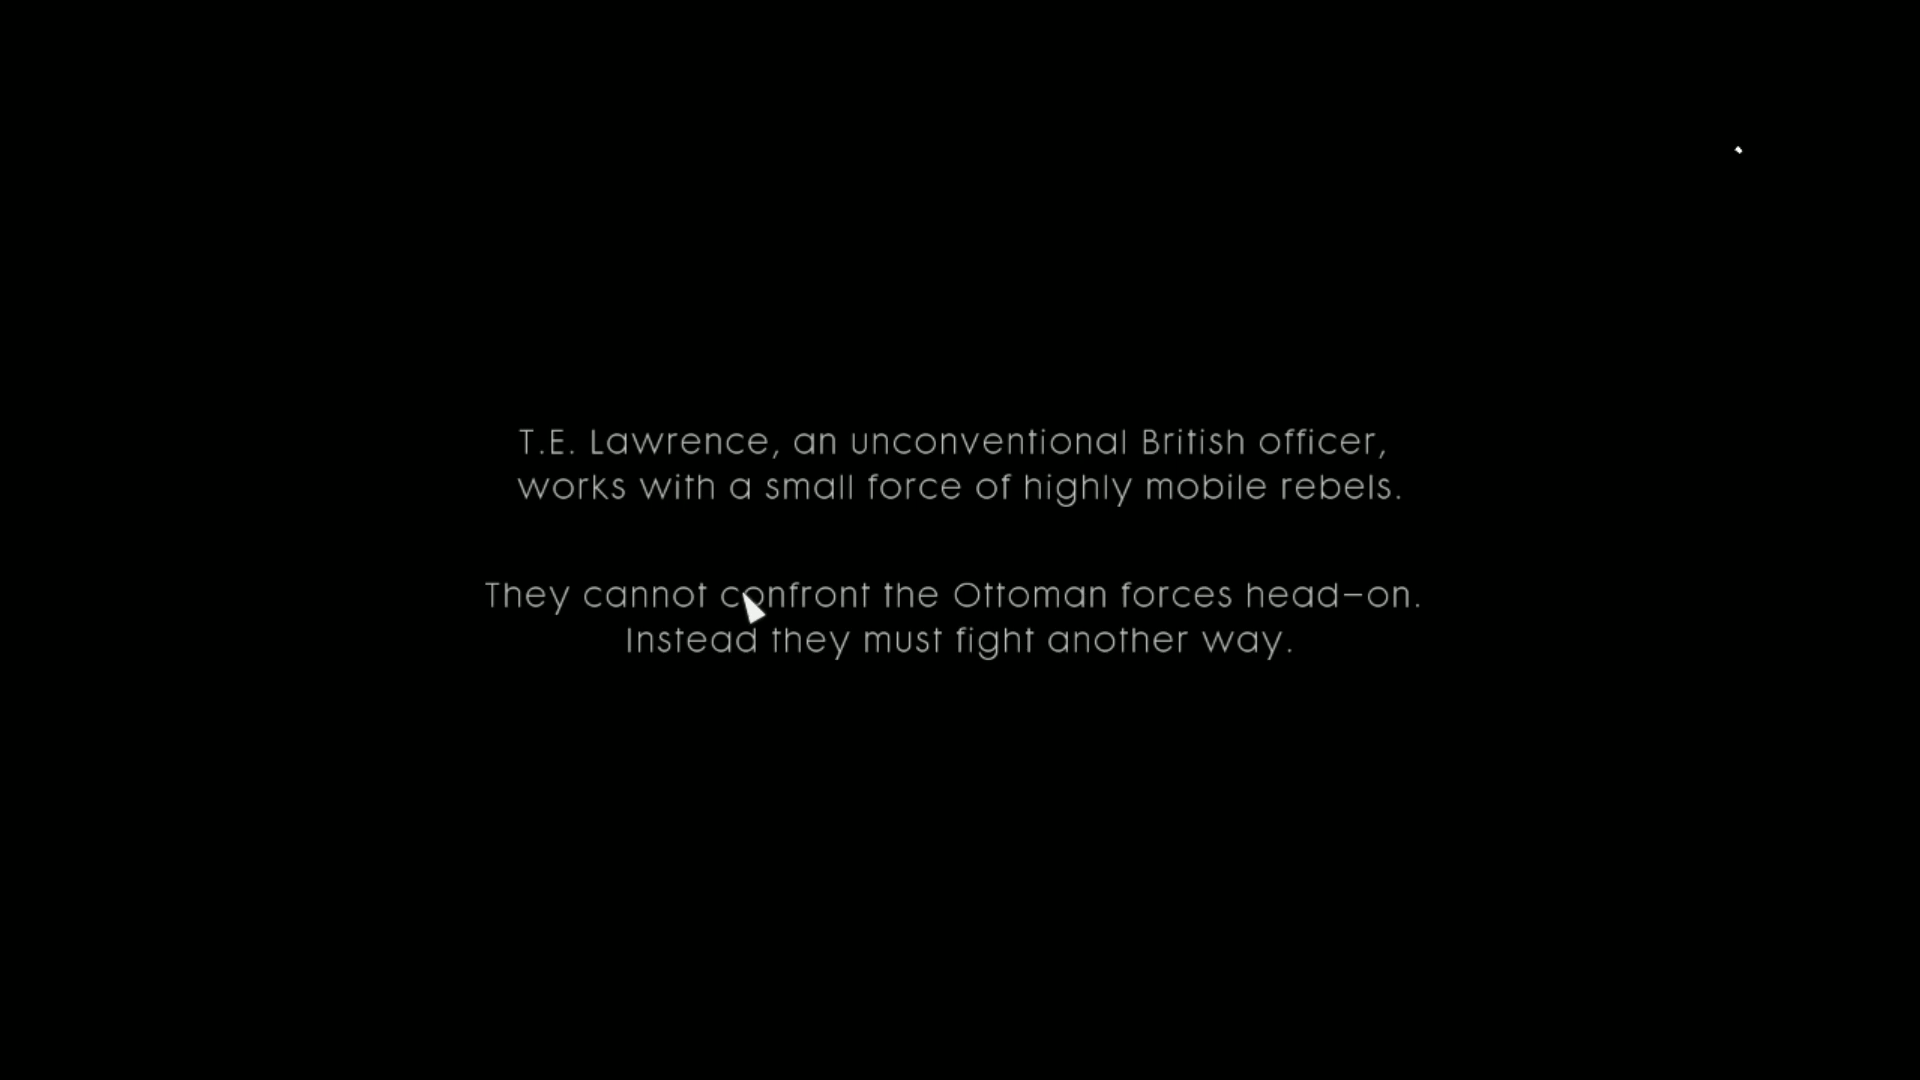 T.E. Lawrence, an unconventional British officer,
works with a small force of highly mobile rebels.
They cannot confront the Ottoman forces head-on.
Instead they must fight another way.